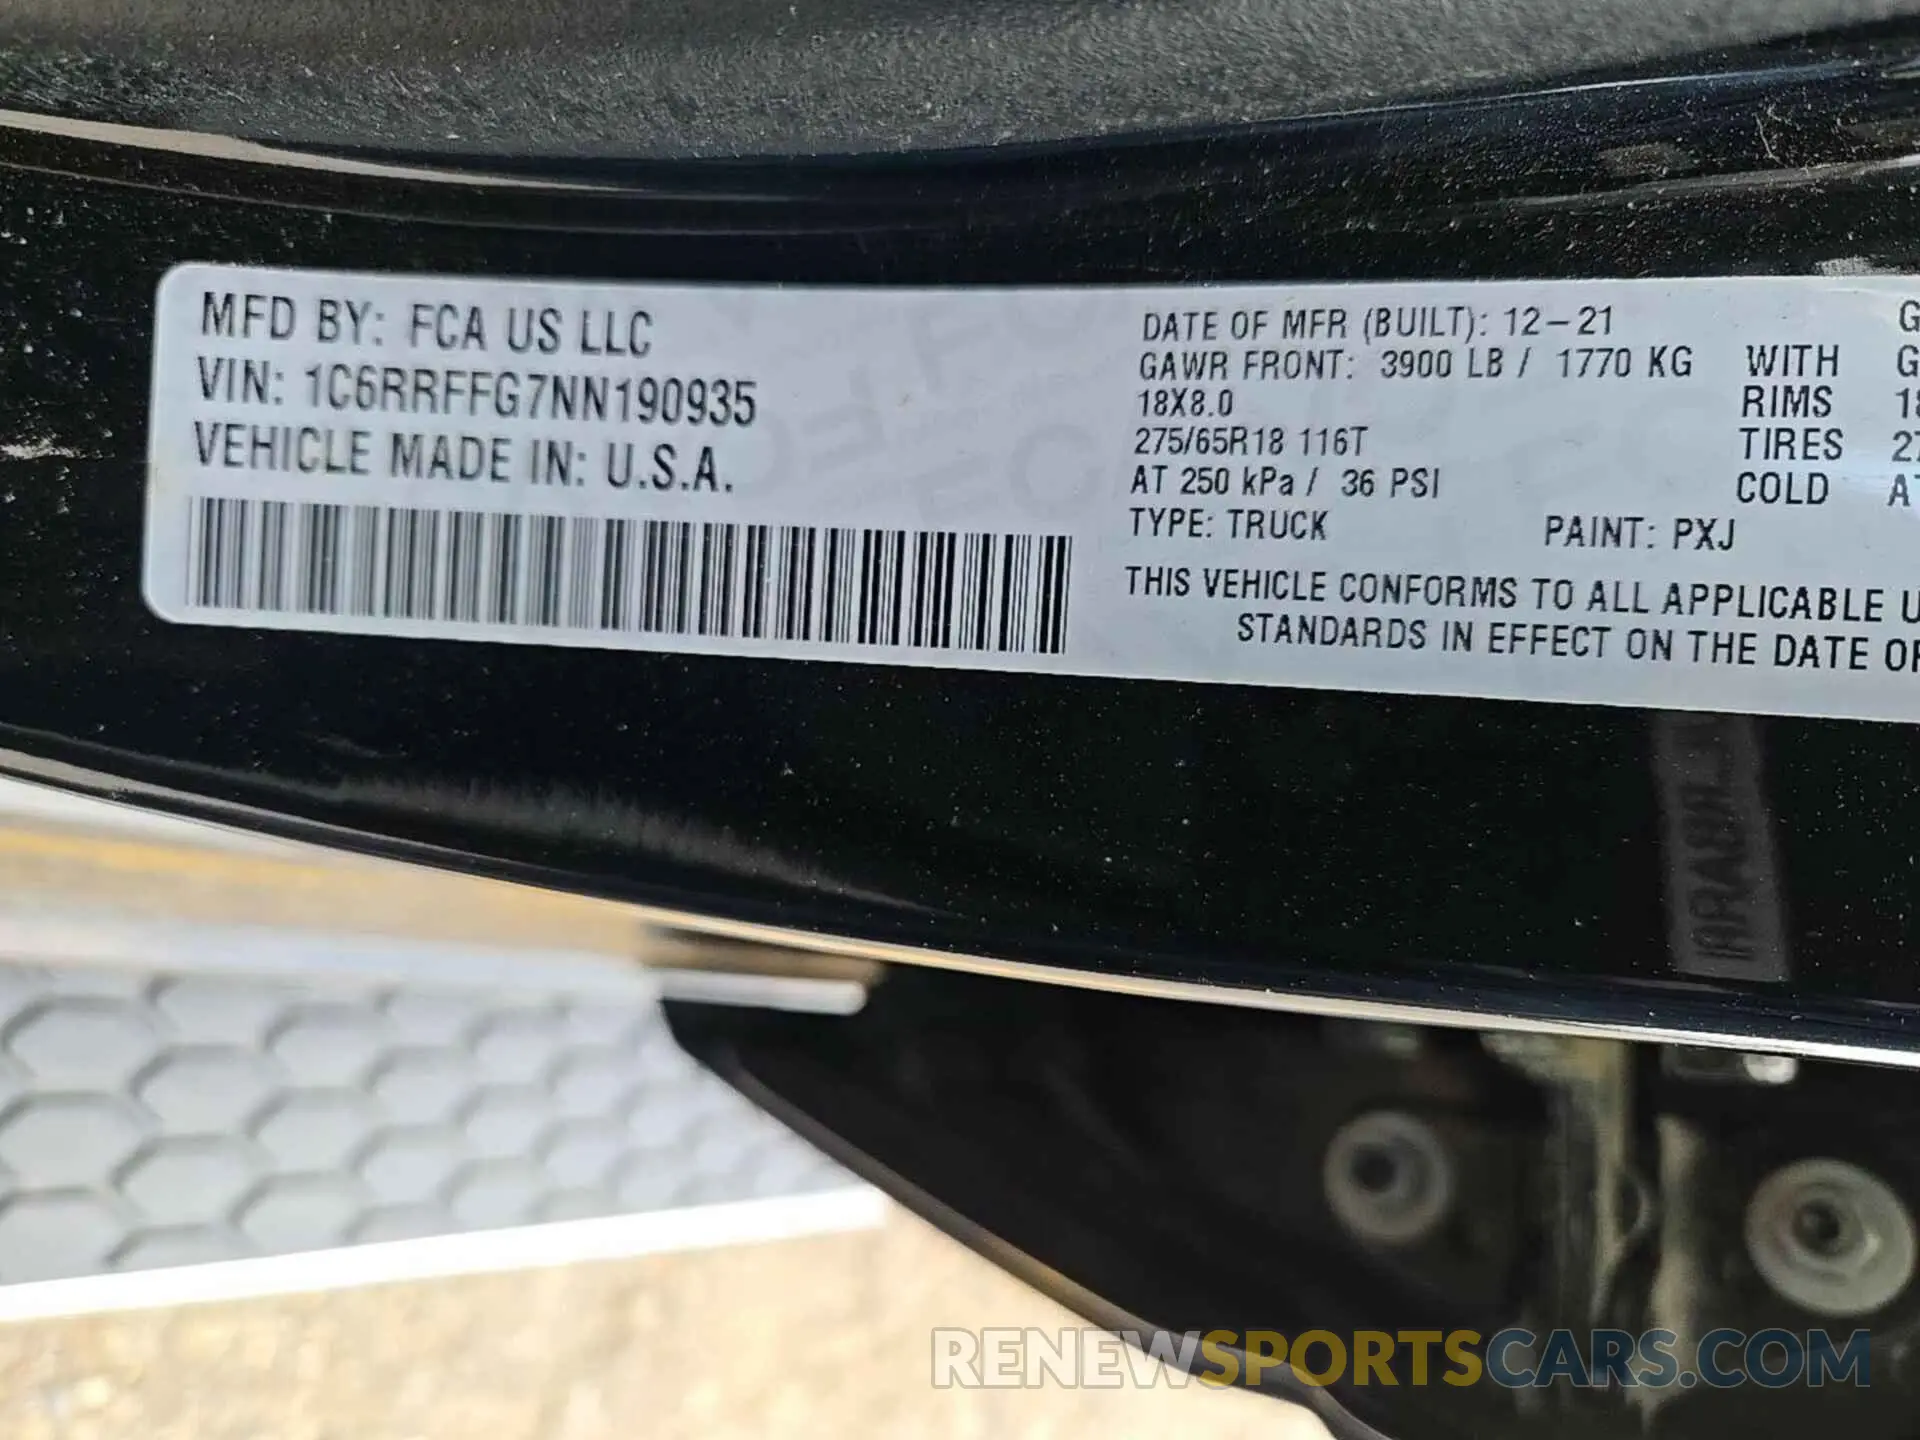 MFD BY: FCA US LLC
VIN: 1C6RRFFG7NN190935
VEHICLE MADE IN: U.S.A.
DATE OF MFR (BUILT): 12-21
GAWR FRONT: 3900 LB / 1770 KG WITH
18X8.0 RIMS
275/65R18 116T TIRES
AT 250 kPa / 36 PSI COLD
TYPE: TRUCK PAINT: PXJ
THIS VEHICLE CONFORMS TO ALL APPLICABLE
STANDARDS IN EFFECT ON THE DATE
RENEWSPORTSCARS.COM